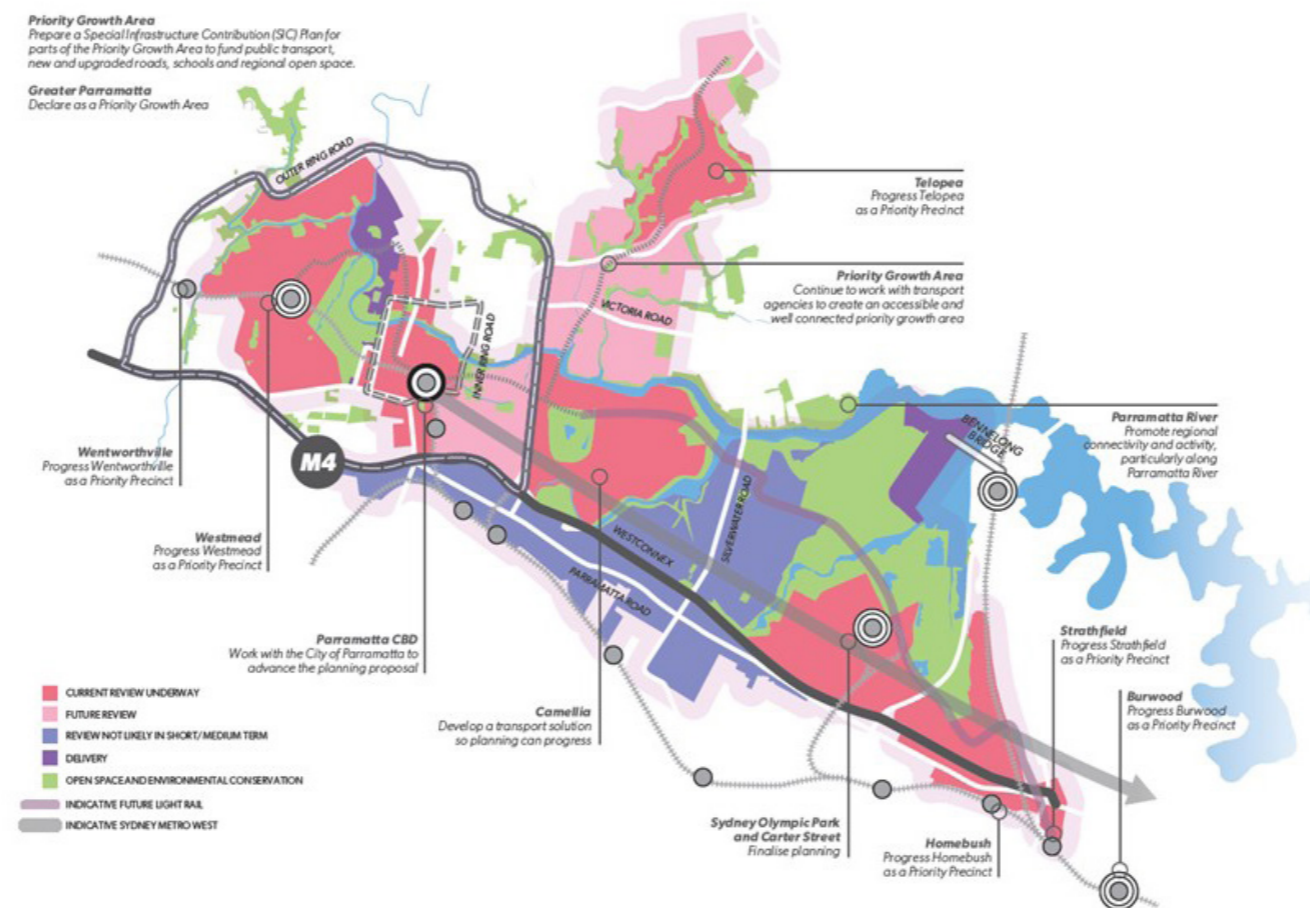 Priority Growth Area
Prepare a Special Infrastructure Contribution (SIC) Plan for
parts of the Priority Growth Area to fund public transport,
new and upgraded roads, schools and regional open space.
Greater Parramatta
Declare as a Priority Growth Area
OUTER RING ROAD
Telopea
Progress Telopea
as a Priority Precinct
Priority Growth Area
Continue to work with transport
agencies to create an accessible and
well connected priority growth area
VICTORIA ROAD
INNER RING ROAD
Parramatta River
Promote regional
connectivity and activity,
particularly along
Parramatta River
BENNELONG
BRIDGE
Wentworthville
Progress Wentworthville
as a Priority Precinct
M4
SILVERWATER ROAD
WESTCONNEX
PARRAMATTA ROAD
Westmead
Progress Westmead
as a Priority Precinct
Parramatta CBD
Work with the City of Parramatta to
advance the planning proposal
Strathfield
Progress Strathfield
as a Priority Precinct
Burwood
Progress Burwood
as a Priority Precinct
Camellia
Develop a transport solution
so planning can progress
CURRENT REVIEW UNDERWAY
FUTURE REVIEW
REVIEW NOT LIKELY IN SHORT/MEDIUM TERM
DELIVERY
OPEN SPACE AND ENVIRONMENTAL CONSERVATION
INDICATIVE FUTURE LIGHT RAIL
INDICATIVE SYDNEY METRO WEST
Sydney Olympic Park
and Carter Street
Finalise planning
Homebush
Progress Homebush
as a Priority Precinct